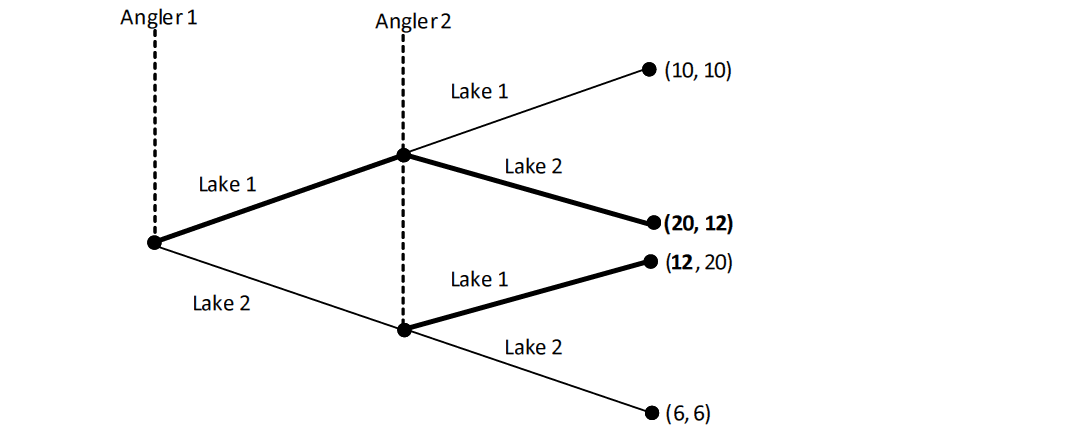 Angler 1
Angler 2
Lake 1
(10, 10)
Lake 2
Lake 1
(20, 12)
Lake 1
(12, 20)
Lake 2
Lake 2
(6, 6)